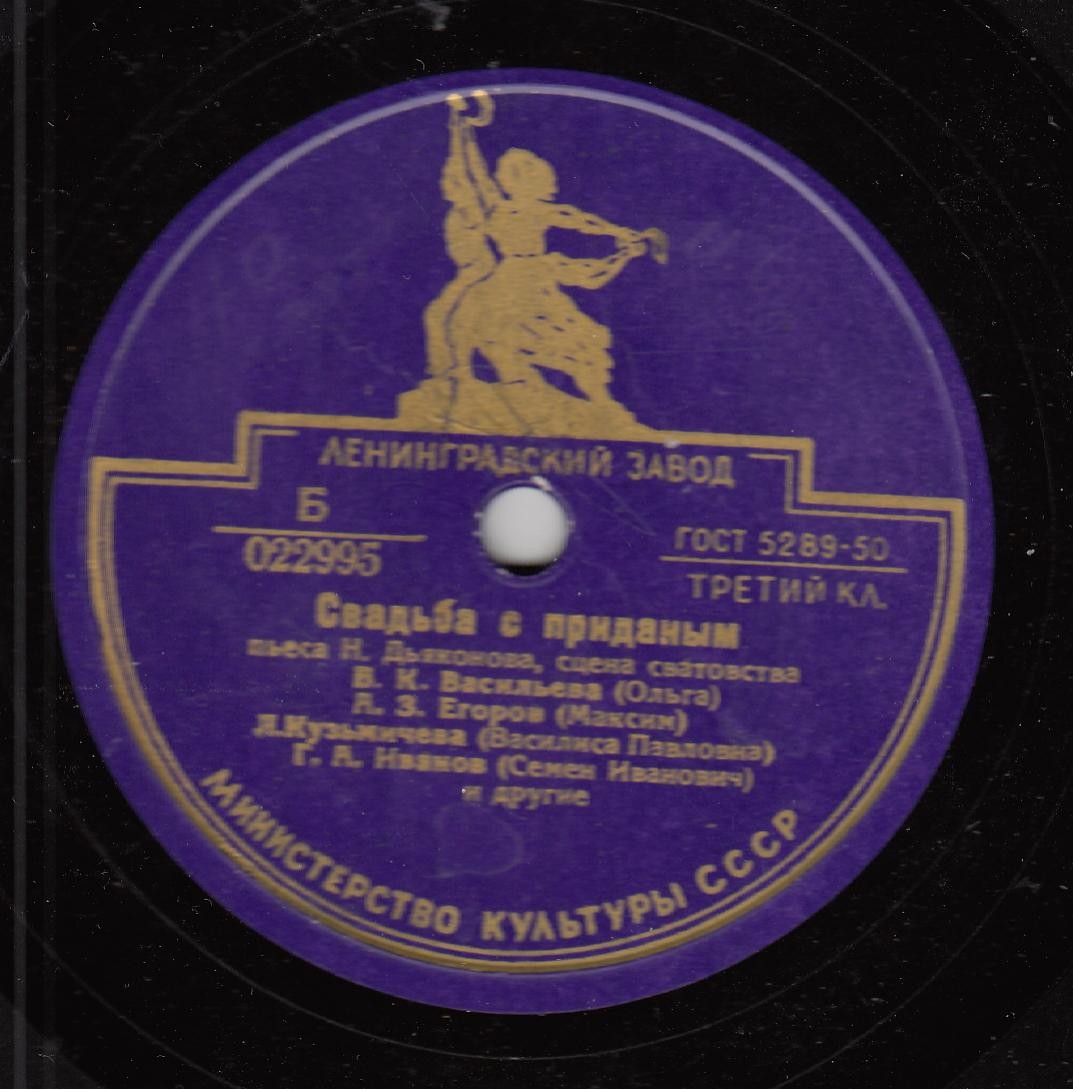 ЛЕНИНГРАДСКИЙ ЗАВОД
Б
022995
ГОСТ 5289-50
ТРЕТИЙ КЛ.
Свадьба с приданым
пьеса Н. Дьяконова, сцена сватовства
В. К. Васильева (Ольга)
А. З. Егоров (Максим)
Л.Кузьмичева (Василиса Павловна)
Г. А. Иванов (Семен Иванович)
и другие
МИНИСТЕРСТВО КУЛЬТУРЫ СССР